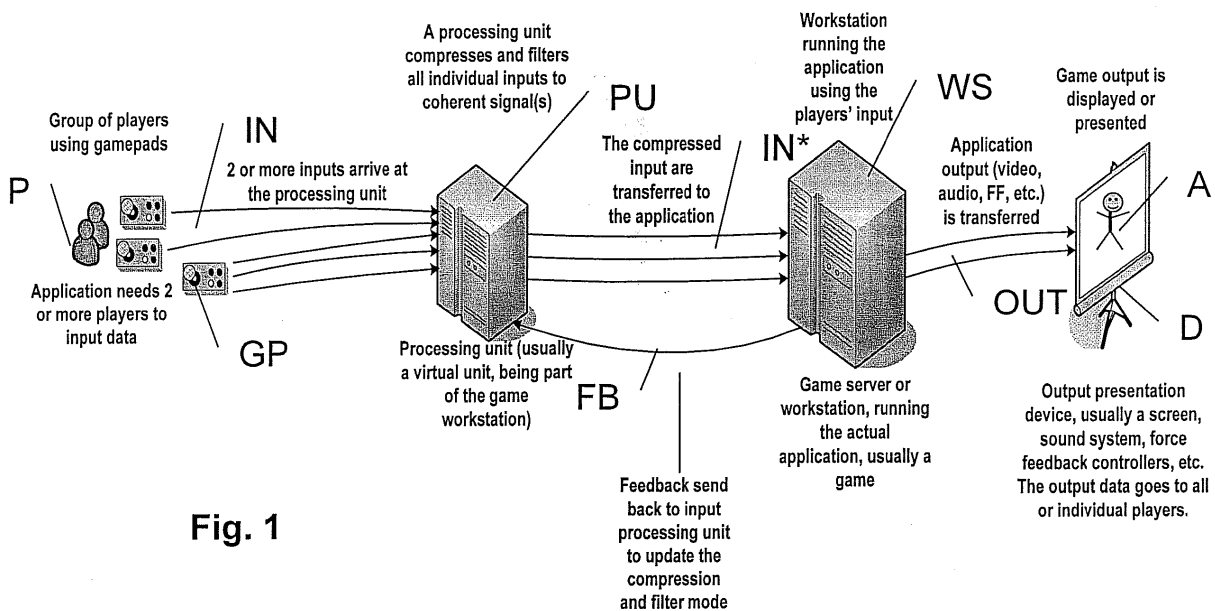 Group of players
using gamepads
P
IN
2 or more inputs arrive at
the processing unit
Application needs 2
or more players to
input data
GP
A processing unit
compresses and filters
all individual inputs to
coherent signal(s)
PU
Processing unit (usually
a virtual unit, being part
of the game
workstation)
The compressed
input are
transferred to
the application
IN*
FB
Feedback send
back to input
processing unit
to update the
compression
and filter mode
Workstation
running the
application
using the
players' input
WS
Game server or
workstation, running
the actual
application, usually a
game
Application
output (video,
audio, FF, etc.)
is transferred
OUT
Game output is
displayed or
presented
A
D
Output presentation
device, usually a screen,
sound system, force
feedback controllers, etc.
The output data goes to all
or individual players.
Fig. 1